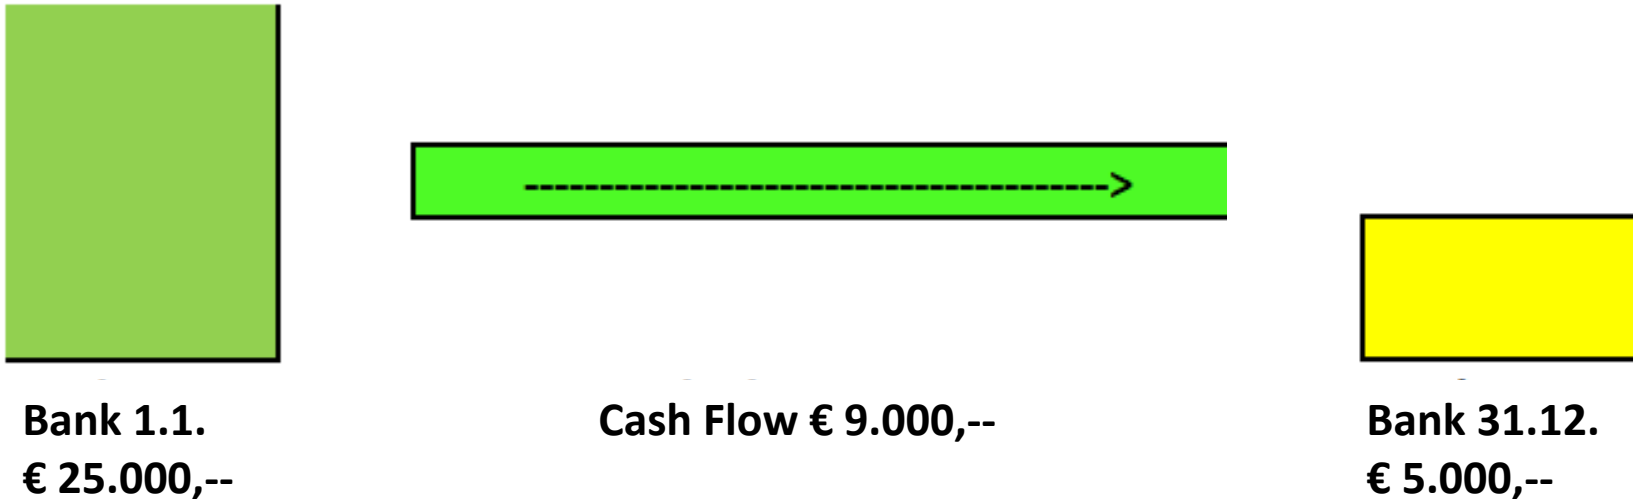 -------------------------------------->
Bank 1.1.
€ 25.000,--
Cash Flow € 9.000,--
Bank 31.12.
€ 5.000,--